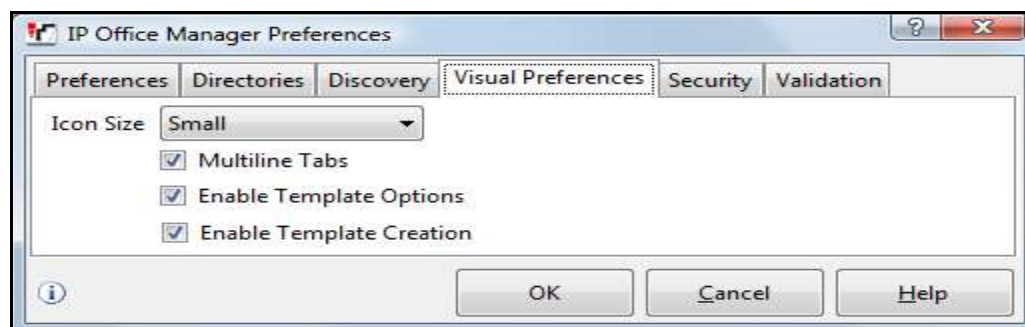 IP Office Manager Preferences
Preferences Directories Discovery Visual Preferences Security Validation
Icon Size Small
Multiline Tabs
Enable Template Options
Enable Template Creation
OK Cancel Help